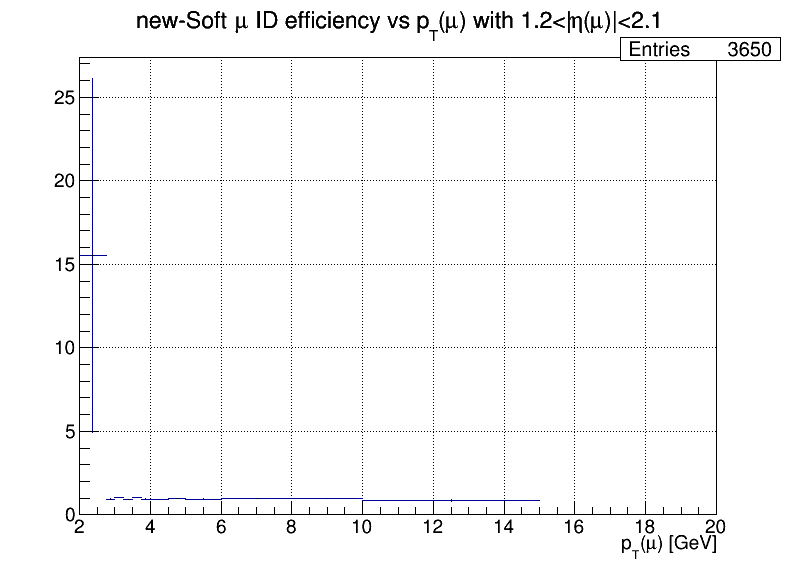 new-Soft μ ID efficiency vs p_T(μ) with 1.2<|η(μ)|<2.1
Entries 3650
25
20
15
10
5
0
2 4 6 8 10 12 14 16 18 20
p_T(μ) [GeV]